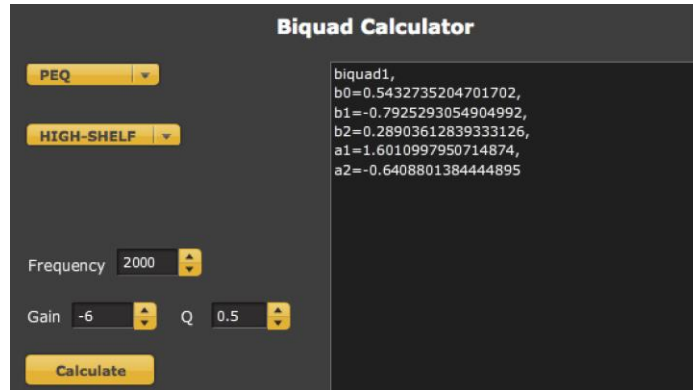 Biquad Calculator
PEQ
HIGH-SHELF
Frequency 2000
Gain -6 Q 0.5
Calculate
biquad1,
b0=0.5432735204701702,
b1=-0.7925293054904992,
b2=0.28903612839333126,
a1=1.6010997950714874,
a2=-0.6408801384444895